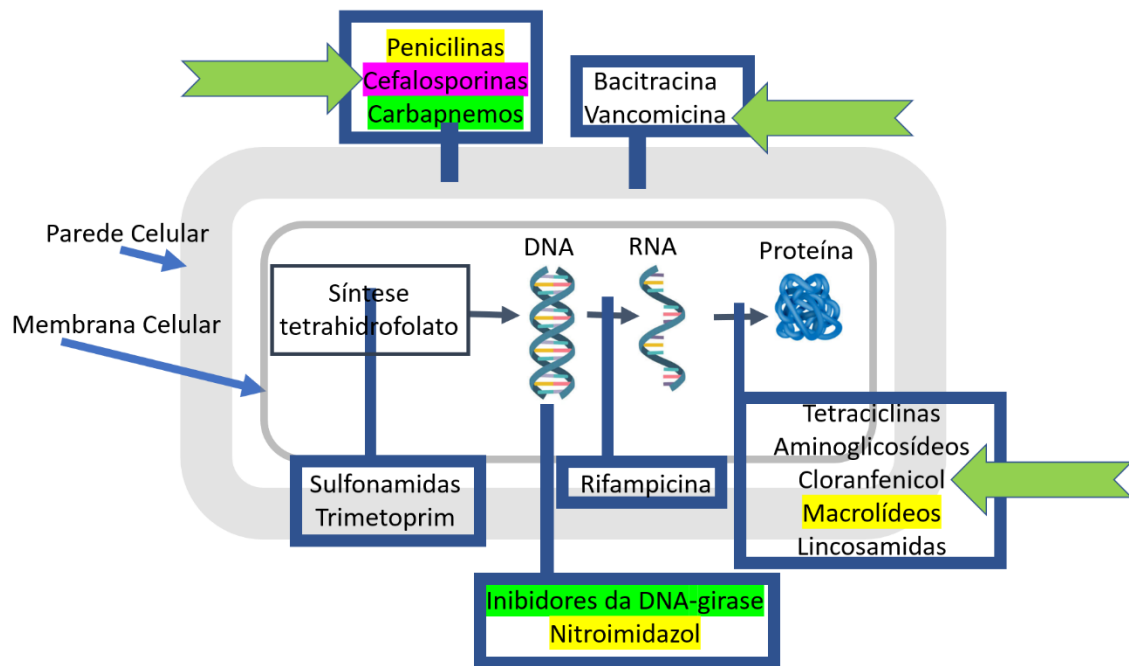 Penicilinas
Cefalosporinas
Carbapnemos
Bacitracina
Vancomicina
Parede Celular
Membrana Celular
Síntese
tetrahidrofolato
DNA
RNA
Proteína
Sulfonamidas
Trimetoprim
Rifampicina
Tetraciclinas
Aminoglicosídeos
Cloranfenicol
Macrolídeos
Lincosamidas
Inibidores da DNA-girase
Nitroimidazol